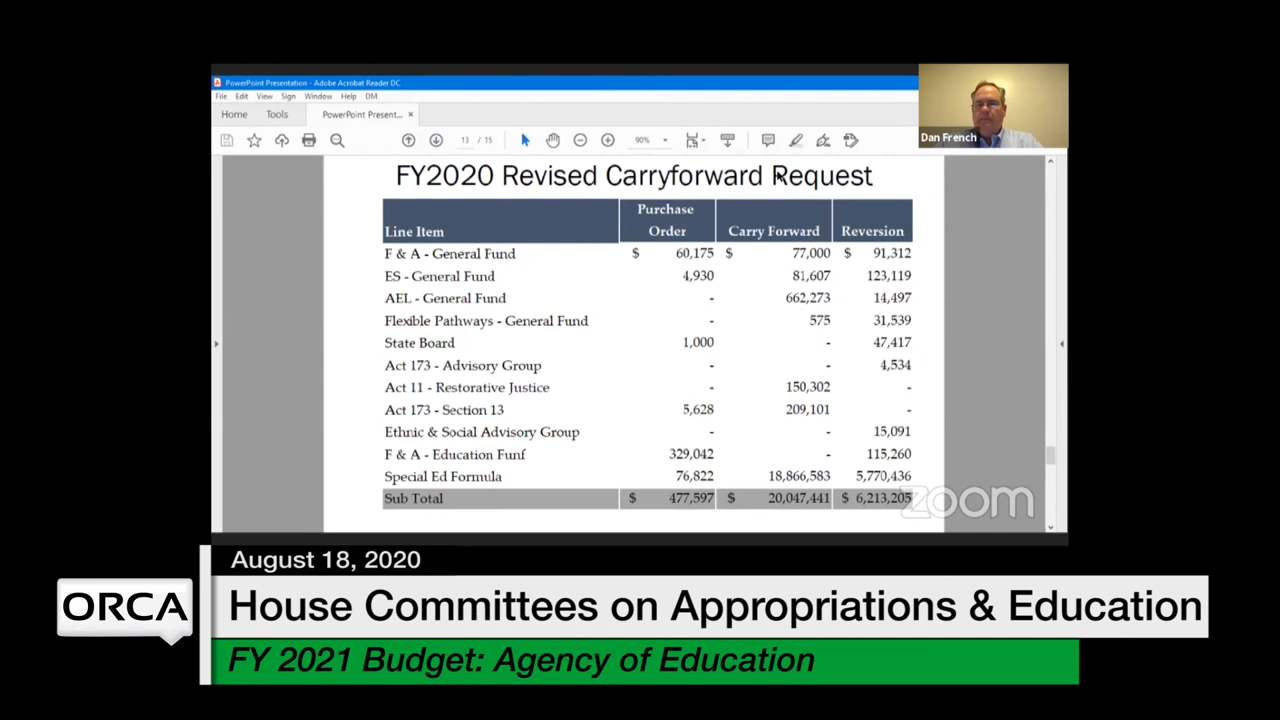 PowerPoint Presentation - Adobe Acrobat Reader DC
File Edit View Sign Window Help DM
Home Tools PowerPoint Present... ×
13 / 15 90%
Dan French
FY2020 Revised Carryforward Request
Line Item Purchase Order Carry Forward Reversion
F & A - General Fund $ 60,175 $ 77,000 $ 91,312
ES - General Fund 4,930 81,607 123,119
AEL - General Fund - 662,273 14,497
Flexible Pathways - General Fund - 575 31,539
State Board 1,000 - 47,417
Act 173 - Advisory Group - - 4,534
Act 11 - Restorative Justice - 150,302 -
Act 173 - Section 13 5,628 209,101 -
Ethnic & Social Advisory Group - - 15,091
F & A - Education Funf 329,042 - 115,260
Special Ed Formula 76,822 18,866,583 5,770,436
Sub Total $ 477,597 $ 20,047,441 $ 6,213,205
zoom
August 18, 2020
ORCA
House Committees on Appropriations & Education
FY 2021 Budget: Agency of Education